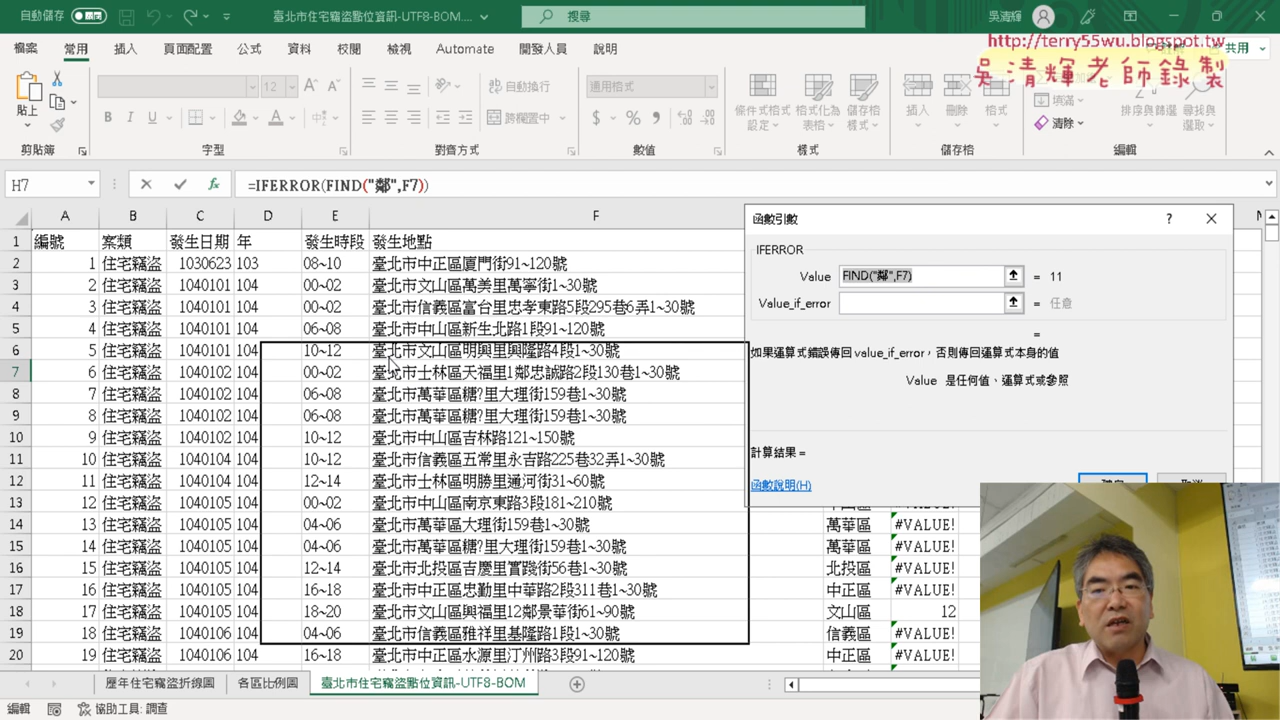 自動儲存 開啟
臺北市住宅竊盜點位資訊-UTF8-BOM....
搜尋
吳清輝
http://terry55wu.blogspot.tw
吳清輝老師錄製
檔案 常用 插入 頁面配置 公式 資料 校閱 檢視 Automate 開發人員 說明 共用
貼上 12 自動換行 跨欄置中 通用格式 條件式格式設定 格式化為表格 儲存格樣式 插入 刪除 格式 填滿 清除 排序與篩選 尋找與選取
剪貼簿 字型 對齊方式 數值 樣式 儲存格 編輯
H7 =IFERROR(FIND("鄰",F7))
A B C D E F
1 編號 案類 發生日期 年 發生時段 發生地點
2 1 住宅竊盜 1030623 103 08~10 臺北市中正區廈門街91~120號
3 2 住宅竊盜 1040101 104 00~02 臺北市文山區萬美里萬寧街1~30號
4 3 住宅竊盜 1040101 104 00~02 臺北市信義區富台里忠孝東路5段295巷6弄1~30號
5 4 住宅竊盜 1040101 104 06~08 臺北市中山區新生北路1段91~120號
6 5 住宅竊盜 1040101 104 10~12 臺北市文山區明興里興隆路4段1~30號
7 6 住宅竊盜 1040101 104 00~02 臺北市士林區天福里1鄰忠誠路2段130巷1~30號
8 7 住宅竊盜 1040102 104 06~08 臺北市萬華區糖?里大理街159巷1~30號
9 8 住宅竊盜 1040102 104 06~08 臺北市萬華區糖?里大理街159巷1~30號
10 9 住宅竊盜 1040102 104 10~12 臺北市中山區吉林路121~150號
11 10 住宅竊盜 1040104 104 10~12 臺北市信義區五常里永吉路225巷32弄1~30號
12 11 住宅竊盜 1040104 104 12~14 臺北市士林區明勝里通河街31~60號
13 12 住宅竊盜 1040105 104 00~02 臺北市中山區南京東路3段181~210號
14 13 住宅竊盜 1040105 104 04~06 臺北市萬華區大理街159巷1~30號 萬華區 #VALUE!
15 14 住宅竊盜 1040105 104 04~06 臺北市萬華區糖?里大理街159巷1~30號 萬華區 #VALUE!
16 15 住宅竊盜 1040105 104 12~14 臺北市北投區吉慶里實踐街56巷1~30號 北投區 #VALUE!
17 16 住宅竊盜 1040105 104 16~18 臺北市中正區忠勤里中華路2段311巷1~30號 中正區 #VALUE!
18 17 住宅竊盜 1040105 104 18~20 臺北市文山區興福里12鄰景華街61~90號 文山區 12
19 18 住宅竊盜 1040106 104 04~06 臺北市信義區雅祥里基隆路1段1~30號 信義區 #VALUE!
20 19 住宅竊盜 1040106 104 16~18 臺北市中正區水源里汀州路3段91~120號 中正區 #VALUE!
函數引數 ?
IFERROR
Value FIND("鄰",F7) = 11
Value_if_error = 任意
=
如果運算式錯誤傳回 value_if_error，否則傳回運算式本身的值
Value 是任何值、運算式或參照
計算結果 =
函數說明(H)
歷年住宅竊盜折線圖 各區比例圖 臺北市住宅竊盜點位資訊-UTF8-BOM
編輯 協助工具: 調查